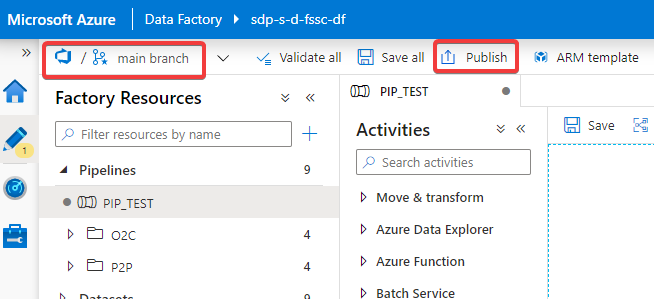 Microsoft Azure Data Factory sdp-s-d-fssc-df
» / main branch Validate all Save all Publish ARM template
Factory Resources
PIP_TEST
Filter resources by name
Activities
Save
1
Search activities
Pipelines 9
PIP_TEST
Move & transform
O2C 4
Azure Data Explorer
P2P 4
Azure Function
Datasets
Batch Service